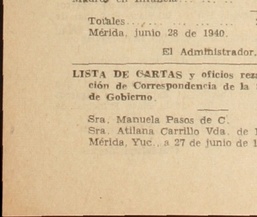 Totales
Mérida, junio 28 de 1940.
El Administrador,
LISTA DE CARTAS y oficios
ción de Correspondencia de la
de Gobierno.
Sra. Manuela Pasos de C.
Sra. Atilana Carrillo Vda. de
Mérida, Yuc., a 27 de junio de